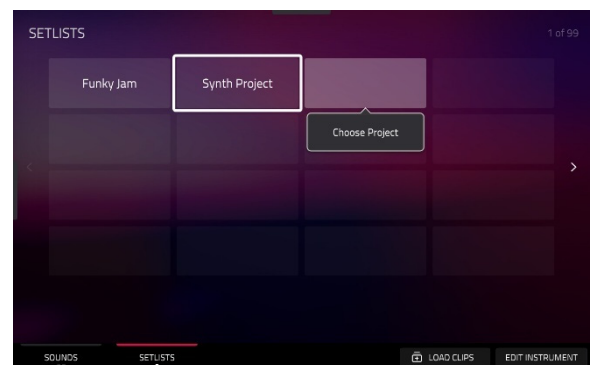 SETLISTS
1 of 99
Funky Jam
Synth Project
Choose Project
SOUNDS
SETLISTS
LOAD CLIPS
EDIT INSTRUMENT